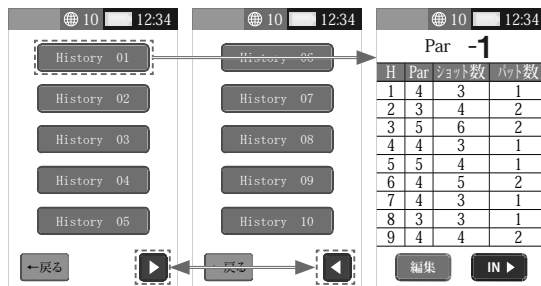 10 12:34
History 01
History 02
History 03
History 04
History 05
←戻る
10 12:34
History 06
History 07
History 08
History 09
History 10
←戻る
10 12:34
Par -1
H Par ショット数 パット数
1 4 3 1
2 3 4 2
3 5 6 2
4 4 3 1
5 5 4 1
6 4 5 2
7 4 3 1
8 3 3 1
9 4 4 2
編集 IN ▶